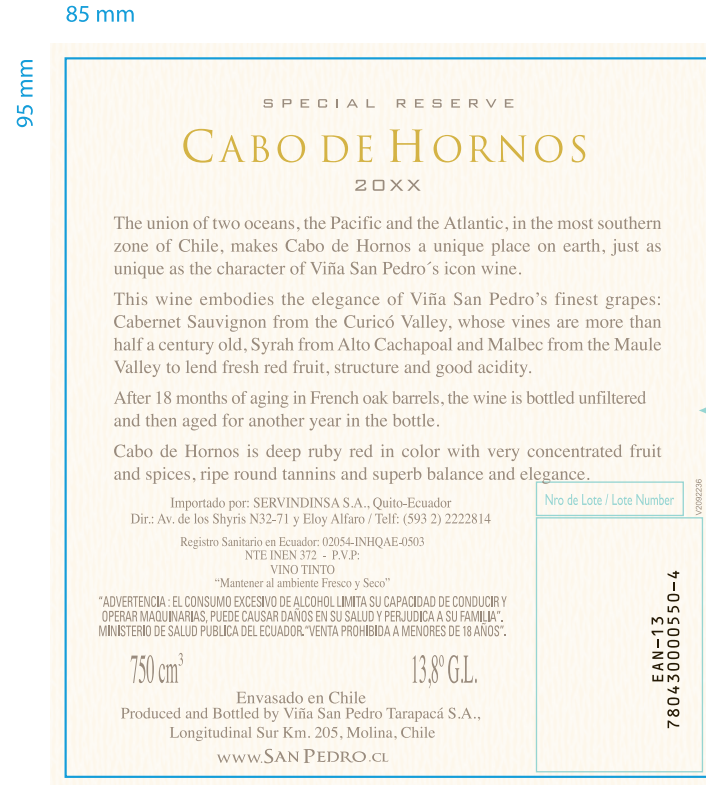 85 mm
95 mm
SPECIAL RESERVE
CABO DE HORNOS
20XX
The union of two oceans, the Pacific and the Atlantic, in the most southern
zone of Chile, makes Cabo de Hornos a unique place on earth, just as
unique as the character of Viña San Pedro´s icon wine.
This wine embodies the elegance of Viña San Pedro's finest grapes:
Cabernet Sauvignon from the Curicó Valley, whose vines are more than
half a century old, Syrah from Alto Cachapoal and Malbec from the Maule
Valley to lend fresh red fruit, structure and good acidity.
After 18 months of aging in French oak barrels, the wine is bottled unfiltered
and then aged for another year in the bottle.
Cabo de Hornos is deep ruby red in color with very concentrated fruit
and spices, ripe round tannins and superb balance and elegance.
Importado por: SERVINDINSA S.A., Quito-Ecuador
Dir.: Av. de los Shyris N32-71 y Eloy Alfaro / Telf: (593 2) 2222814
Registro Sanitario en Ecuador: 02054-INHQAE-0503
NTE INEN 372 - P.V.P:
VINO TINTO
“Mantener al ambiente Fresco y Seco”
“ADVERTENCIA : EL CONSUMO EXCESIVO DE ALCOHOL LIMITA SU CAPACIDAD DE CONDUCIR Y
OPERAR MAQUINARIAS, PUEDE CAUSAR DAÑOS EN SU SALUD Y PERJUDICA A SU FAMILIA”.
MINISTERIO DE SALUD PUBLICA DEL ECUADOR. “VENTA PROHIBIDA A MENORES DE 18 AÑOS”.
750 cm³
13,8º G.L.
Envasado en Chile
Produced and Bottled by Viña San Pedro Tarapacá S.A.,
Longitudinal Sur Km. 205, Molina, Chile
WWW.SAN PEDRO.CL
Nro de Lote / Lote Number
V2092236
EAN-13
780430000550-4